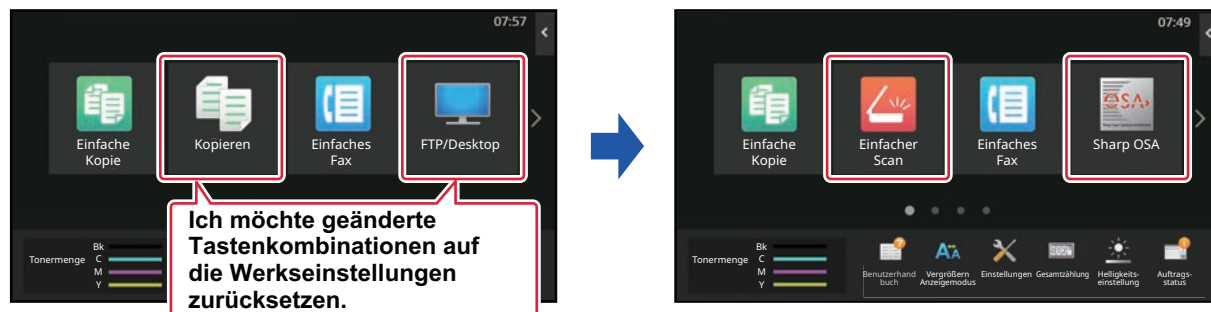 07:57
Einfache
Kopie
Kopieren
Einfaches
Fax
FTP/Desktop
Ich möchte geänderte
Tastenkombinationen auf
die Werkseinstellungen
zurücksetzen.
Tonermenge
Bk
C
M
Y
07:49
Einfache
Kopie
Einfacher
Scan
Einfaches
Fax
OSA
Sharp OSA
Tonermenge
Bk
C
M
Y
Benutzerhand
buch
Vergrößern
Anzeigemodus
Einstellungen
Gesamtzählung
Helligkeits-
einstellung
Auftrags-
status